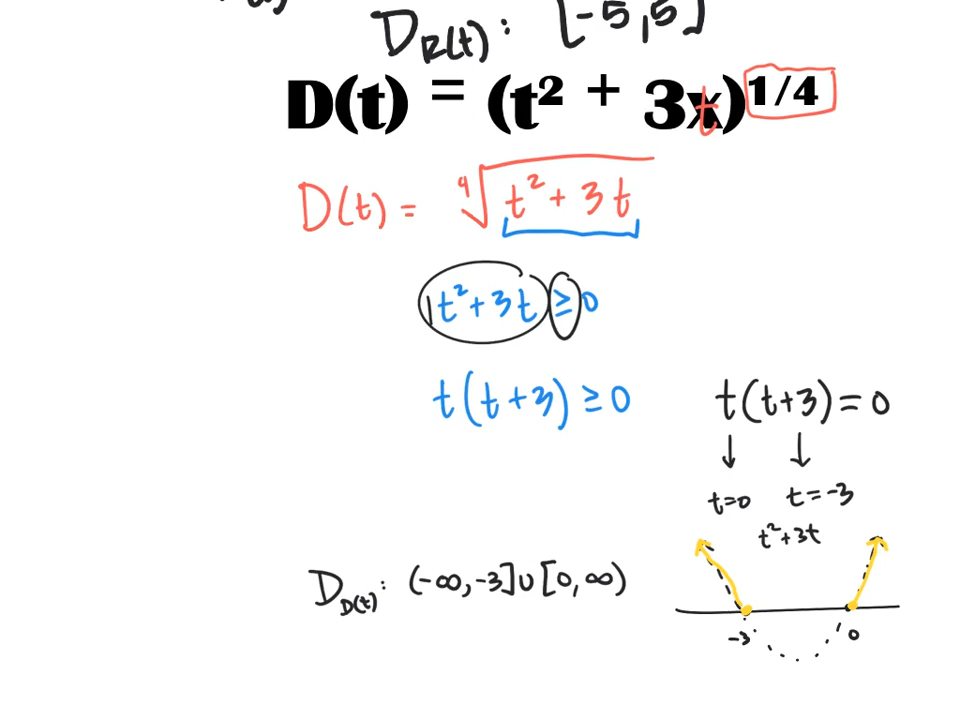 D_R(t): [-5,5]
D(t) = (t² + 3t)^1/4
D(t) = ∜(t² + 3t)
t² + 3t ≥ 0
t(t+3) ≥ 0
t(t+3) = 0
↓ ↓
t=0 t=-3
t²+3t
D_D(t): (-∞,-3]∪[0,∞)
-3 0